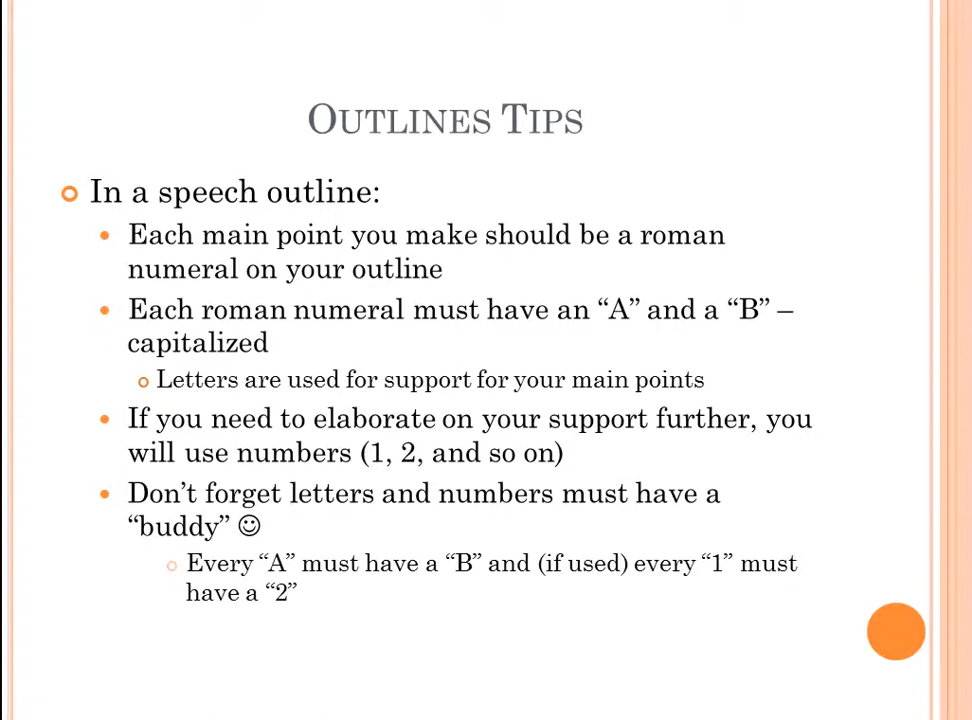 OUTLINES TIPS
In a speech outline:
Each main point you make should be a roman
numeral on your outline
Each roman numeral must have an “A” and a “B” –
capitalized
Letters are used for support for your main points
If you need to elaborate on your support further, you
will use numbers (1, 2, and so on)
Don’t forget letters and numbers must have a
“buddy” ☺
Every “A” must have a “B” and (if used) every “1” must
have a “2”